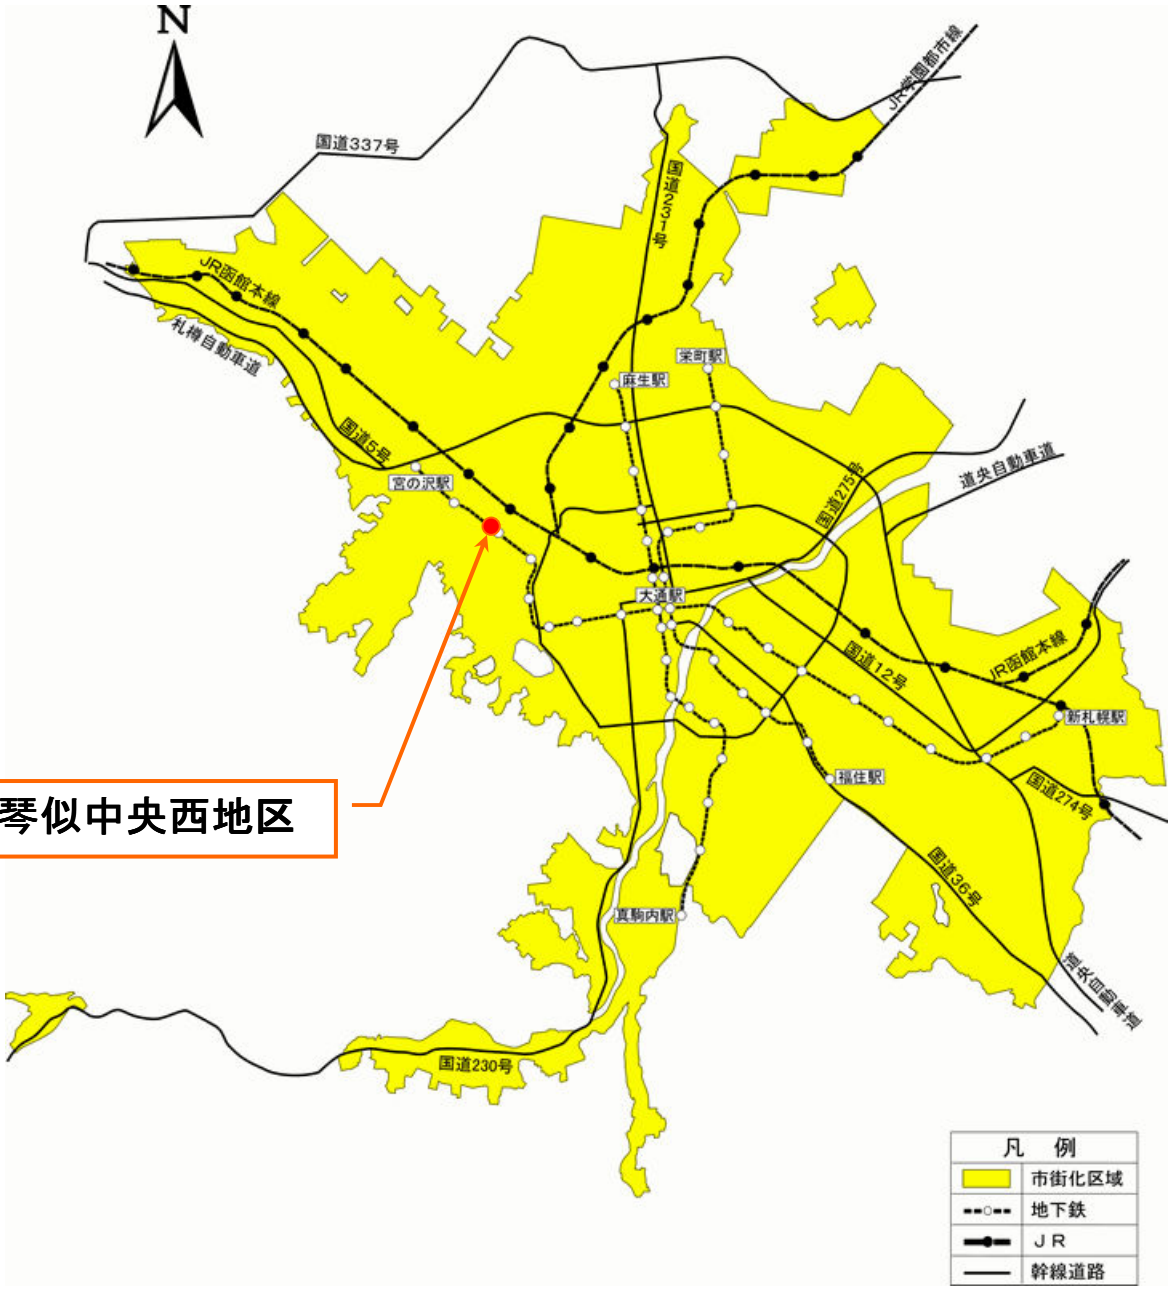 N
JR学園都市線
国道337号
国道231号
JR函館本線
札樽自動車道
栄町駅
麻生駅
国道5号
宮の沢駅
国道275号
道央自動車道
大通駅
国道12号
JR函館本線
新札幌駅
福住駅
国道274号
琴似中央西地区
国道36号
真駒内駅
道央自動車道
国道230号
凡 例
市街化区域
地下鉄
JR
幹線道路